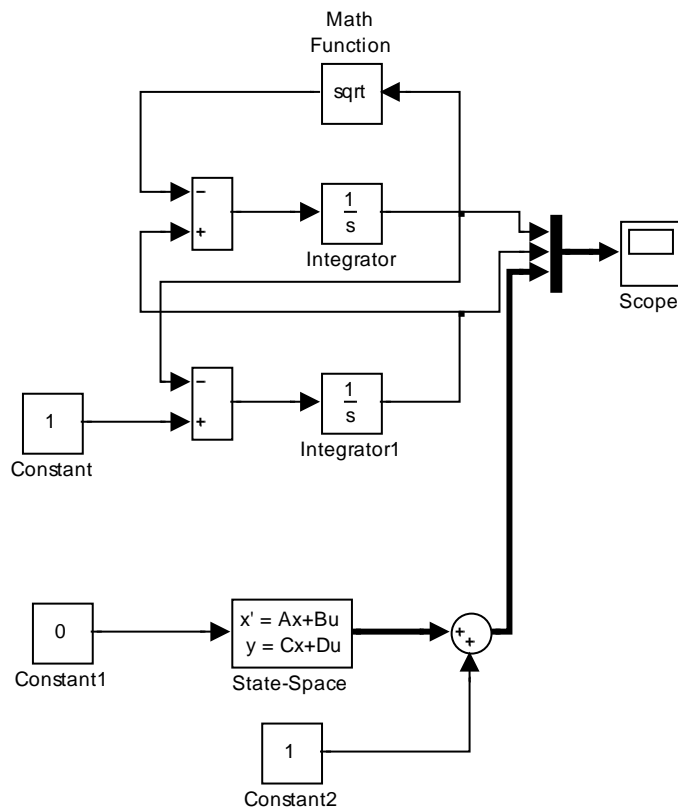 Math
Function
sqrt
−
+
1
s
Integrator
Scope
−
+
1
s
Integrator1
1
Constant
0
Constant1
x' = Ax+Bu
y = Cx+Du
State-Space
+
+
1
Constant2